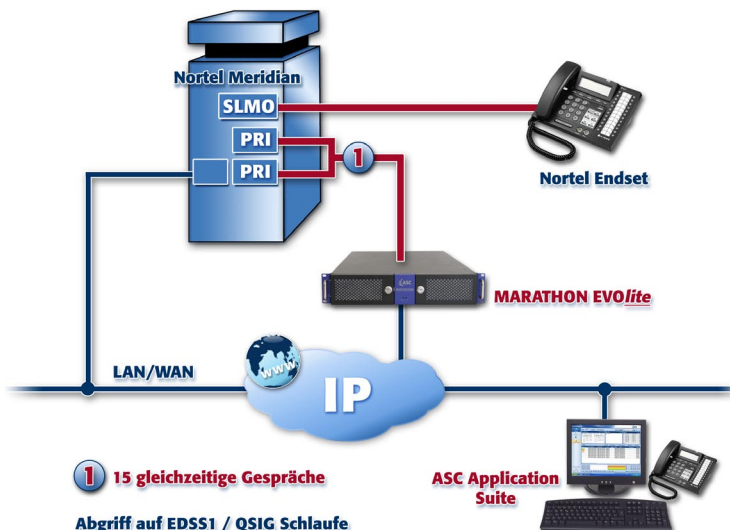 Nortel Meridian
SLMO
PRI
1
PRI
Nortel Endset
ASC
MARATHON EVOlite
LAN/WAN
WWW
IP
1 15 gleichzeitige Gespräche
ASC Application
Suite
Abgriff auf EDSS1 / QSIG Schlaufe